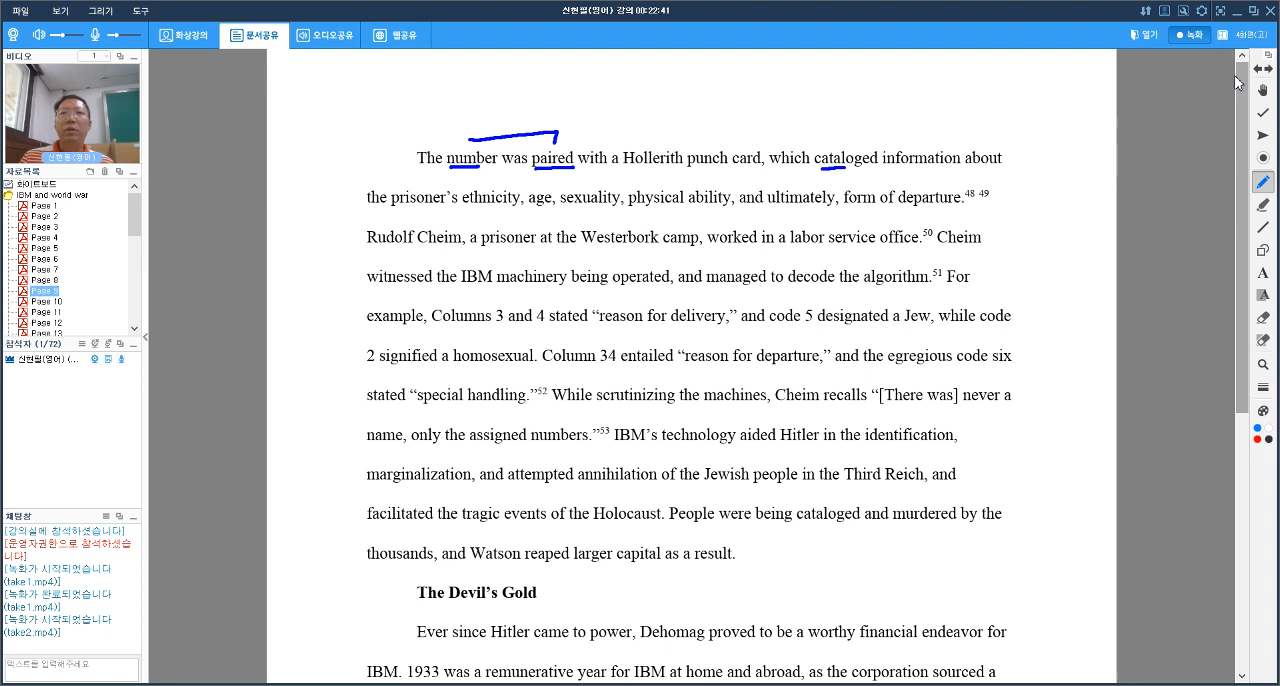 파일 보기 그리기 도구
신현필(영어) 강의 00:22:41
화상강의 문서공유 오디오공유 웹공유
열기 녹화 4화면(고)
비디오 1
신현필(영어)
자료목록
화이트보드
IBM and world war
Page 1
Page 2
Page 3
Page 4
Page 5
Page 6
Page 7
Page 8
Page 9
Page 10
Page 11
Page 12
Page 13
참석자 (1/72)
신현필(영어) (...
채팅창
[강의실에 참석하셨습니다]
[운영자권한으로 참석하셨습
니다]
[녹화가 시작되었습니다
(take1.mp4)]
[녹화가 완료되었습니다
(take1.mp4)]
[녹화가 시작되었습니다
(take2.mp4)]
텍스트를 입력해주세요
The number was paired with a Hollerith punch card, which cataloged information about
the prisoner’s ethnicity, age, sexuality, physical ability, and ultimately, form of departure.48 49
Rudolf Cheim, a prisoner at the Westerbork camp, worked in a labor service office.50 Cheim
witnessed the IBM machinery being operated, and managed to decode the algorithm.51 For
example, Columns 3 and 4 stated “reason for delivery,” and code 5 designated a Jew, while code
2 signified a homosexual. Column 34 entailed “reason for departure,” and the egregious code six
stated “special handling.”52 While scrutinizing the machines, Cheim recalls “[There was] never a
name, only the assigned numbers.”53 IBM’s technology aided Hitler in the identification,
marginalization, and attempted annihilation of the Jewish people in the Third Reich, and
facilitated the tragic events of the Holocaust. People were being cataloged and murdered by the
thousands, and Watson reaped larger capital as a result.
The Devil’s Gold
Ever since Hitler came to power, Dehomag proved to be a worthy financial endeavor for
IBM. 1933 was a remunerative year for IBM at home and abroad, as the corporation sourced a